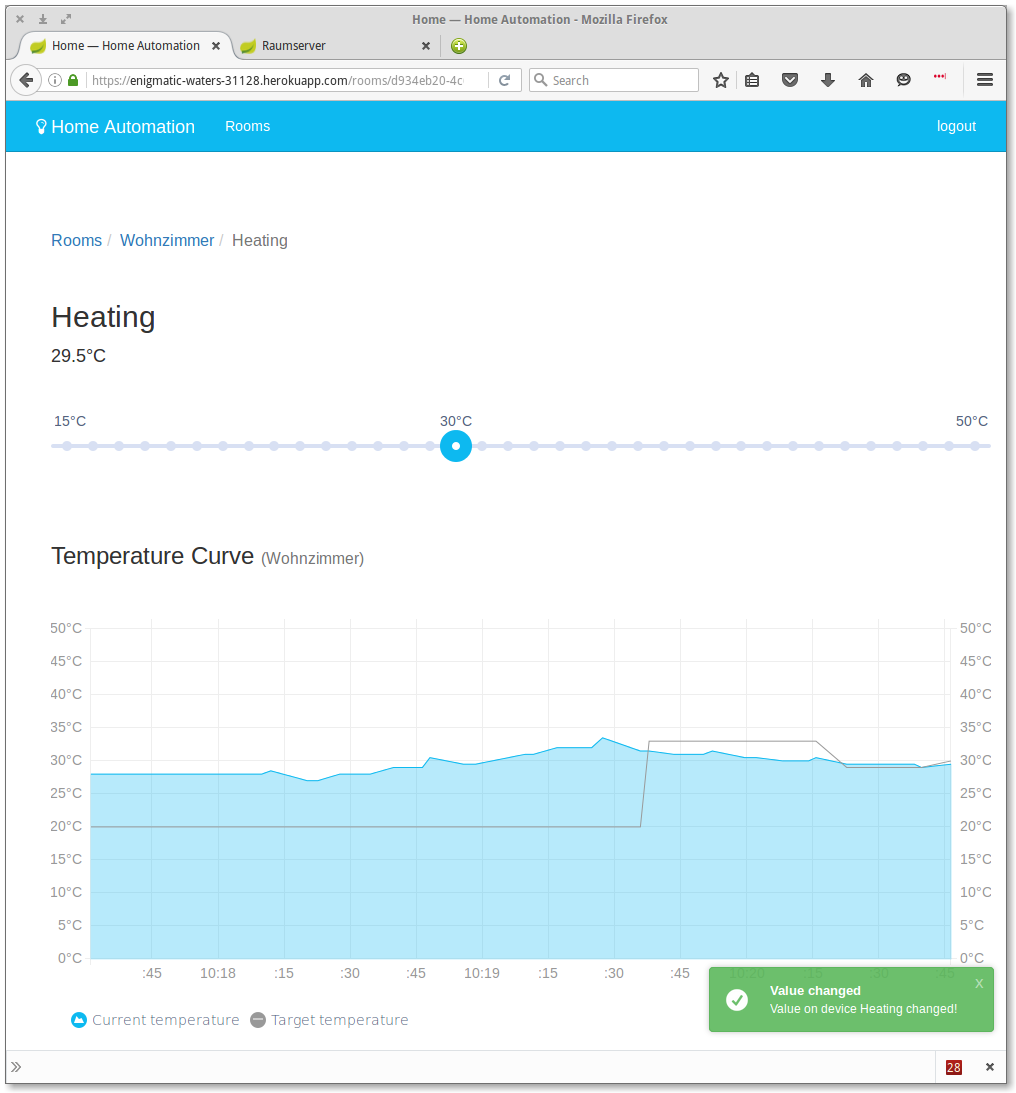 Home — Home Automation - Mozilla Firefox
Home — Home Automation
Raumserver
https://enigmatic-waters-31128.herokuapp.com/rooms/d934eb20-4c
Search
Home Automation
Rooms
logout
Rooms / Wohnzimmer / Heating
Heating
29.5°C
15°C 30°C 50°C
Temperature Curve (Wohnzimmer)
50°C 50°C
45°C 45°C
40°C 40°C
35°C 35°C
30°C 30°C
25°C 25°C
20°C 20°C
15°C 15°C
10°C 10°C
5°C 5°C
0°C 0°C
:45 10:18 :15 :30 :45 10:19 :15 :30 :45 10:20 :15 :30 :45
Value changed x
Value on device Heating changed!
Current temperature Target temperature
28